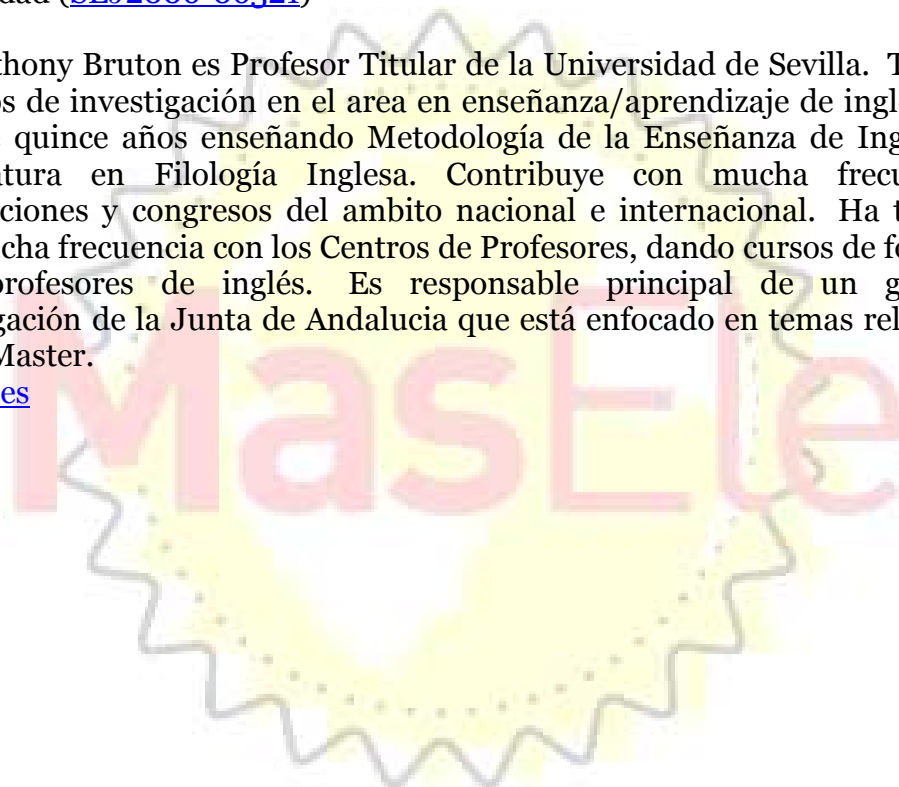 dad (
thony Bruton es Profesor Titular de la Universidad de Sevilla. T
os de investigación en el area en enseñanza/aprendizaje de ingl
quince años enseñando Metodología de la Enseñanza de Ing
tura en Filología Inglesa. Contribuye con mucha frecu
ciones y congresos del ambito nacional e internacional. Ha t
cha frecuencia con los Centros de Profesores, dando cursos de f
profesores de inglés. Es responsable principal de un g
gación de la Junta de Andalucia que está enfocado en temas rel
Master.
es
MasEle